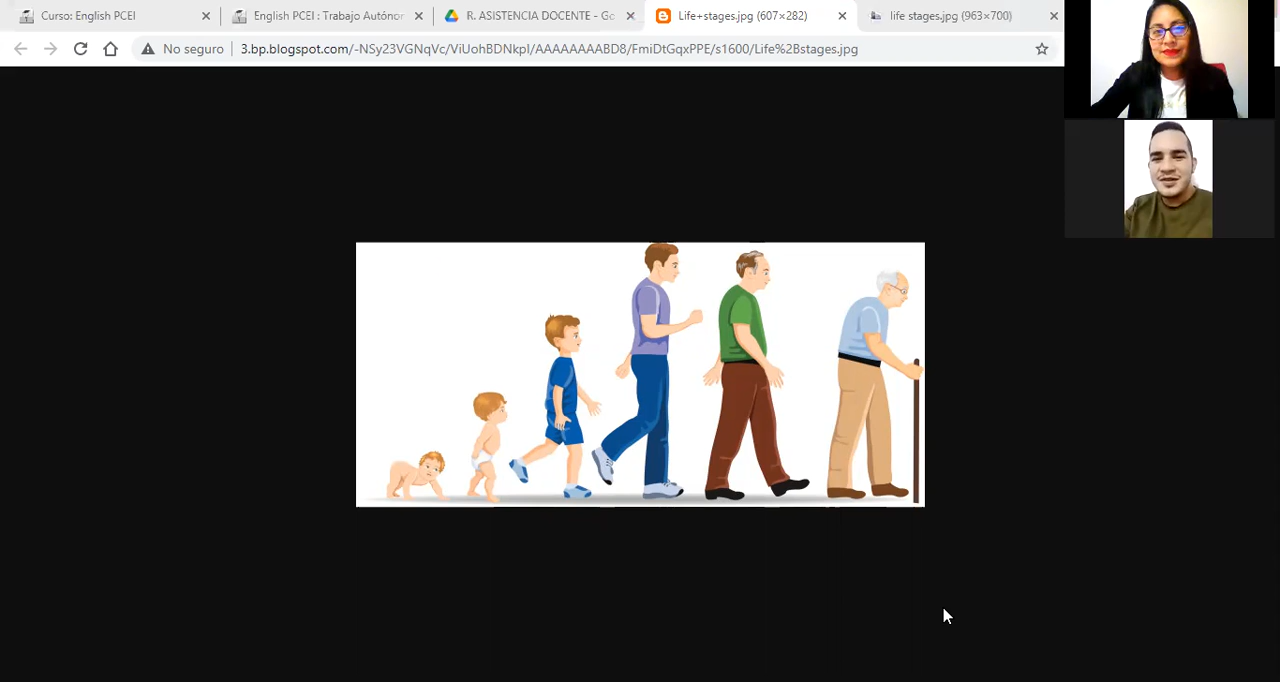 Curso: English PCEI
English PCEI : Trabajo Autónor
R. ASISTENCIA DOCENTE - Go
Life+stages.jpg (607×282)
life stages.jpg (963×700)
No seguro
3.bp.blogspot.com/-NSy23VGNqVc/VUohBDNkpI/AAAAAAAABD8/FmiDtGqxPPE/s1600/Life%2Bstages.jpg